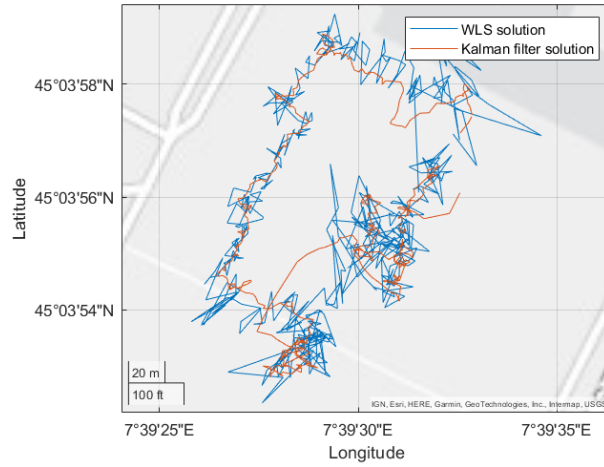 WLS solution
Kalman filter solution
45°03'58"N
45°03'56"N
45°03'54"N
Latitude
20 m
100 ft
IGN, Esri, HERE, Garmin, GeoTechnologies, Inc., Intermap, USGS
7°39'25"E
7°39'30"E
7°39'35"E
Longitude